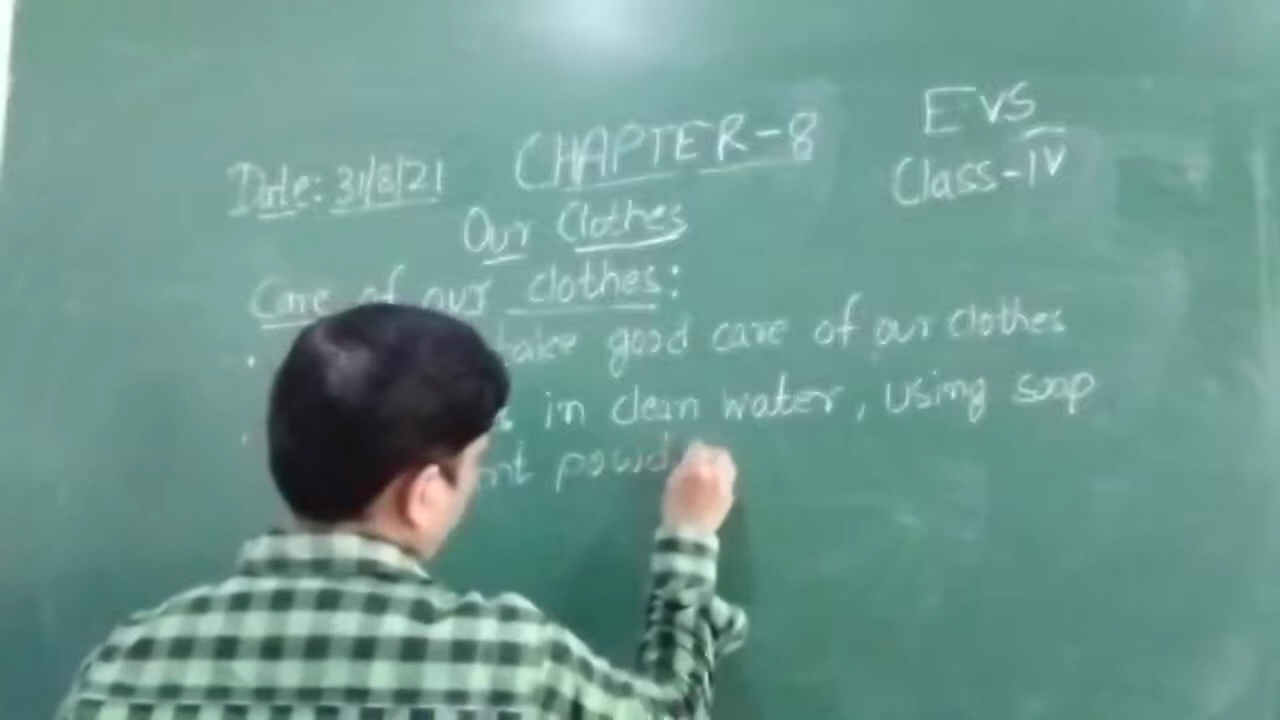 EVS
Date: 31/8/21 CHAPTER-8 Class-IV
Our Clothes
Care of our clothes:
take good care of our clothes
in clean water, using soap
powd